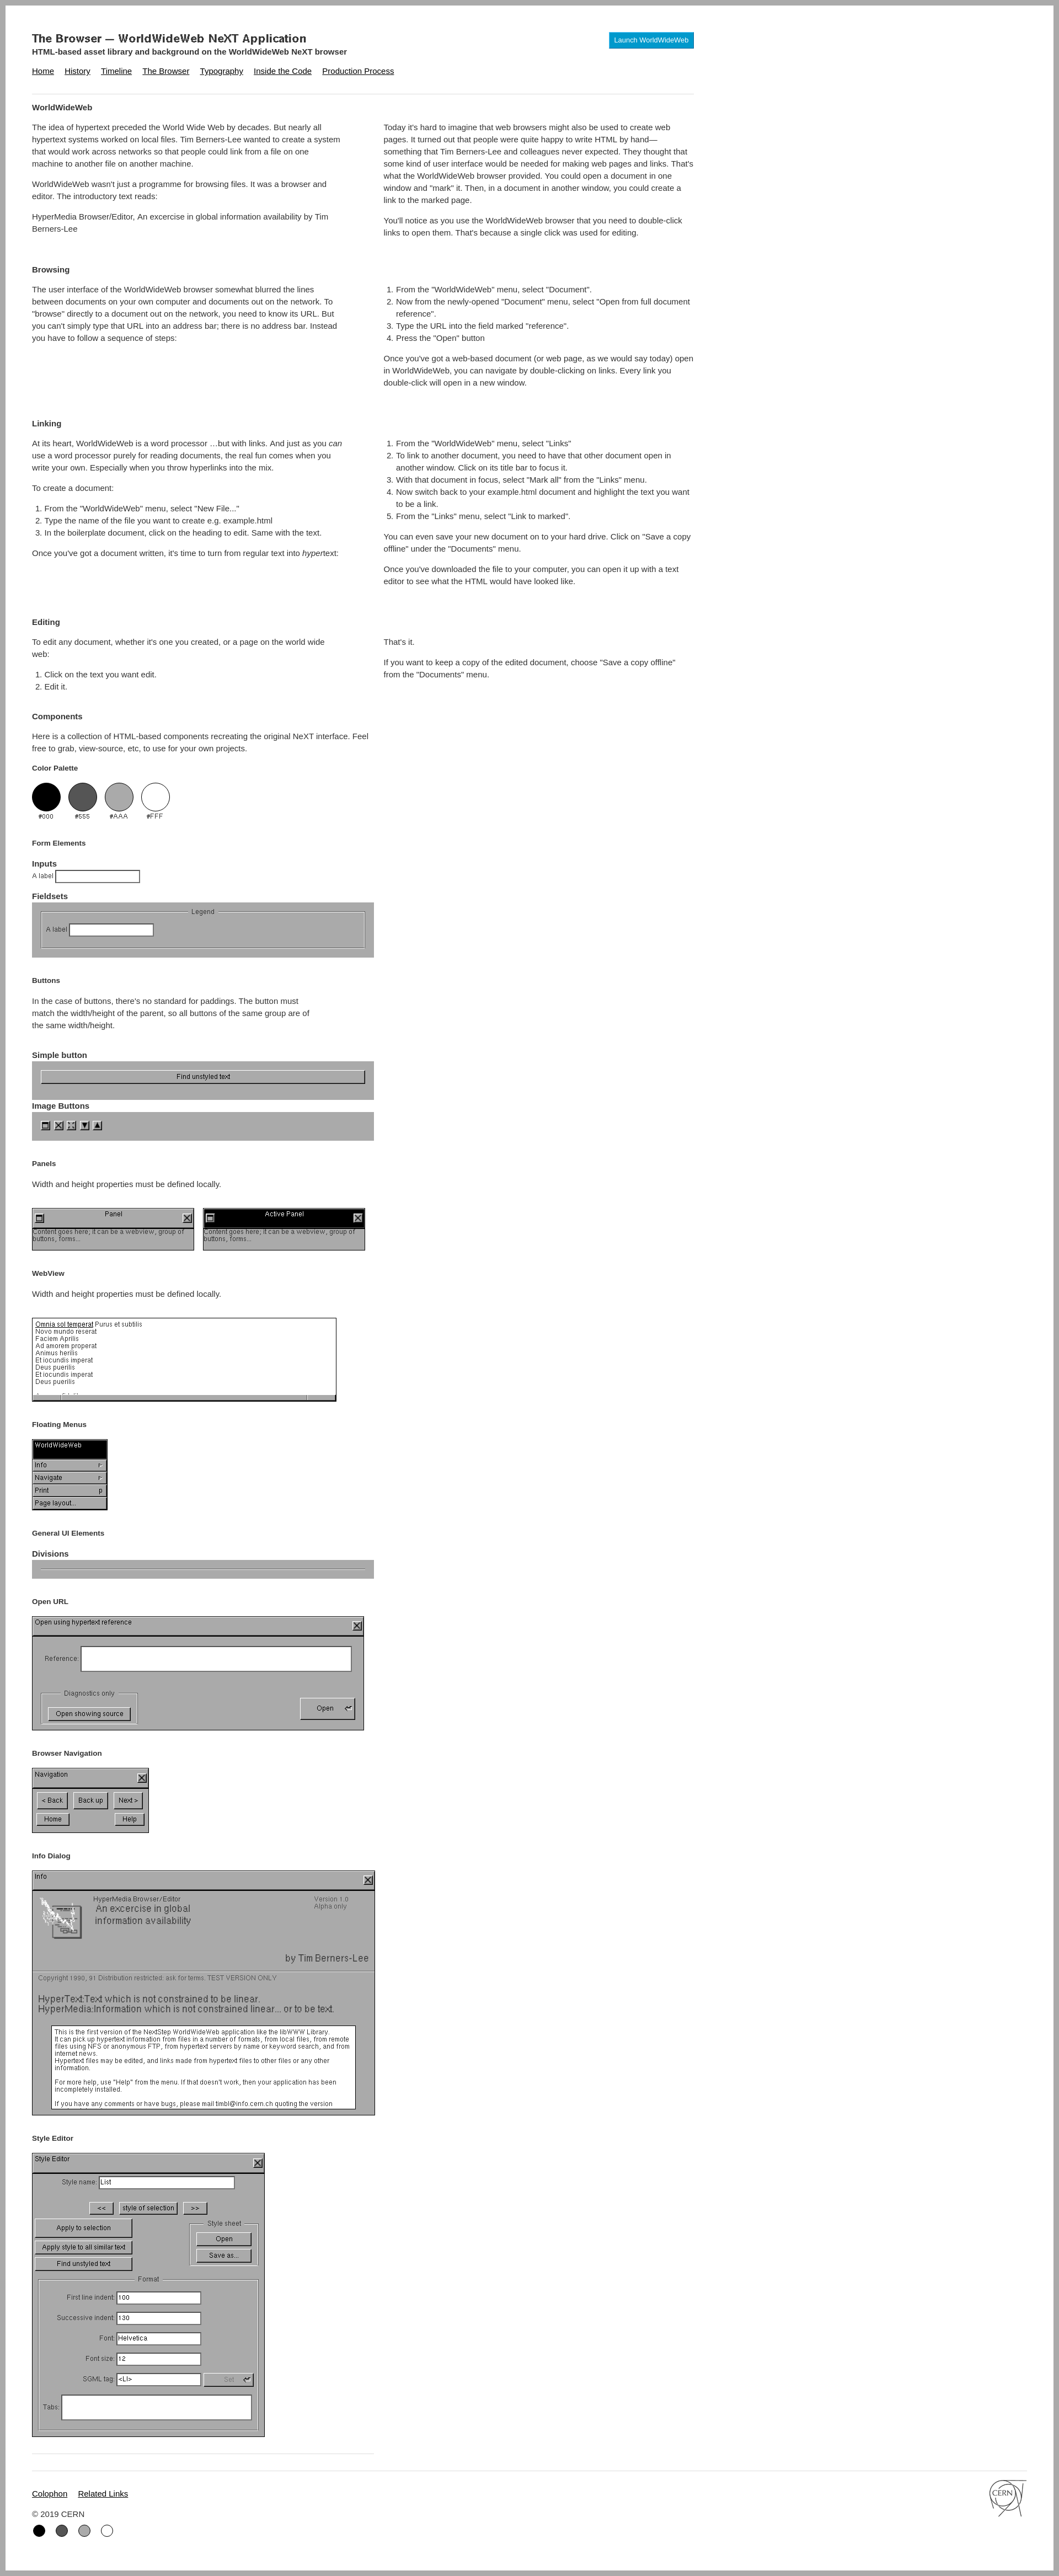 The Browser — WorldWideWeb NeXT Application
Launch WorldWideWeb
HTML-based asset library and background on the WorldWideWeb NeXT browser
Home History Timeline The Browser Typography Inside the Code Production Process
WorldWideWeb
The idea of hypertext preceded the World Wide Web by decades. But nearly all
hypertext systems worked on local files. Tim Berners-Lee wanted to create a system
that would work across networks so that people could link from a file on one
machine to another file on another machine.
WorldWideWeb wasn't just a programme for browsing files. It was a browser and
editor. The introductory text reads:
HyperMedia Browser/Editor, An excercise in global information availability by Tim
Berners-Lee
Today it's hard to imagine that web browsers might also be used to create web
pages. It turned out that people were quite happy to write HTML by hand—
something that Tim Berners-Lee and colleagues never expected. They thought that
some kind of user interface would be needed for making web pages and links. That's
what the WorldWideWeb browser provided. You could open a document in one
window and "mark" it. Then, in a document in another window, you could create a
link to the marked page.
You'll notice as you use the WorldWideWeb browser that you need to double-click
links to open them. That's because a single click was used for editing.
Browsing
The user interface of the WorldWideWeb browser somewhat blurred the lines
between documents on your own computer and documents out on the network. To
"browse" directly to a document out on the network, you need to know its URL. But
you can't simply type that URL into an address bar; there is no address bar. Instead
you have to follow a sequence of steps:
1. From the "WorldWideWeb" menu, select "Document".
2. Now from the newly-opened "Document" menu, select "Open from full document
reference".
3. Type the URL into the field marked "reference".
4. Press the "Open" button
Once you've got a web-based document (or web page, as we would say today) open
in WorldWideWeb, you can navigate by double-clicking on links. Every link you
double-click will open in a new window.
Linking
At its heart, WorldWideWeb is a word processor …but with links. And just as you can
use a word processor purely for reading documents, the real fun comes when you
write your own. Especially when you throw hyperlinks into the mix.
To create a document:
1. From the "WorldWideWeb" menu, select "New File..."
2. Type the name of the file you want to create e.g. example.html
3. In the boilerplate document, click on the heading to edit. Same with the text.
Once you've got a document written, it's time to turn from regular text into hypertext:
1. From the "WorldWideWeb" menu, select "Links"
2. To link to another document, you need to have that other document open in
another window. Click on its title bar to focus it.
3. With that document in focus, select "Mark all" from the "Links" menu.
4. Now switch back to your example.html document and highlight the text you want
to be a link.
5. From the "Links" menu, select "Link to marked".
You can even save your new document on to your hard drive. Click on "Save a copy
offline" under the "Documents" menu.
Once you've downloaded the file to your computer, you can open it up with a text
editor to see what the HTML would have looked like.
Editing
To edit any document, whether it's one you created, or a page on the world wide
web:
1. Click on the text you want edit.
2. Edit it.
That's it.
If you want to keep a copy of the edited document, choose "Save a copy offline"
from the "Documents" menu.
Components
Here is a collection of HTML-based components recreating the original NeXT interface. Feel
free to grab, view-source, etc, to use for your own projects.
Color Palette
#000 #555 #AAA #FFF
Form Elements
Inputs
A label
Fieldsets
Legend
A label
Buttons
In the case of buttons, there's no standard for paddings. The button must
match the width/height of the parent, so all buttons of the same group are of
the same width/height.
Simple button
Find unstyled text
Image Buttons
Panels
Width and height properties must be defined locally.
Panel
Content goes here, it can be a webview, group of
buttons, forms...
Active Panel
Content goes here, it can be a webview, group of
buttons, forms...
WebView
Width and height properties must be defined locally.
Omnia sol temperat Purus et subtilis
Novo mundo reserat
Faciem Aprilis
Ad amorem properat
Animus herilis
Et iocundis imperat
Deus puerilis
Et iocundis imperat
Deus puerilis
Floating Menus
WorldWideWeb
Info
Navigate
Print p
Page layout...
General UI Elements
Divisions
Open URL
Open using hypertext reference
Reference:
Diagnostics only
Open showing source
Open
Browser Navigation
Navigation
< Back Back up Next >
Home Help
Info Dialog
Info
HyperMedia Browser/Editor
An excercise in global
information availability
Version 1.0
Alpha only
by Tim Berners-Lee
Copyright 1990, 91 Distribution restricted: ask for terms. TEST VERSION ONLY
HyperText:Text which is not constrained to be linear.
HyperMedia:Information which is not constrained linear... or to be text.
This is the first version of the NextStep WorldWideWeb application like the libWWW Library.
It can pick up hypertext information from files in a number of formats, from local files, from remote
files using NFS or anonymous FTP, from hypertext servers by name or keyword search, and from
internet news.
Hypertext files may be edited, and links made from hypertext files to other files or any other
information.
For more help, use "Help" from the menu. If that doesn't work, then your application has been
incompletely installed.
If you have any comments or have bugs, please mail timbl@info.cern.ch quoting the version
Style Editor
Style Editor
Style name: List
<< style of selection >>
Apply to selection
Apply style to all similar text
Find unstyled text
Style sheet
Open
Save as...
Format
First line indent: 100
Successive indent: 130
Font: Helvetica
Font size: 12
SGML tag: <LI> Set
Tabs:
Colophon Related Links
CERN
© 2019 CERN